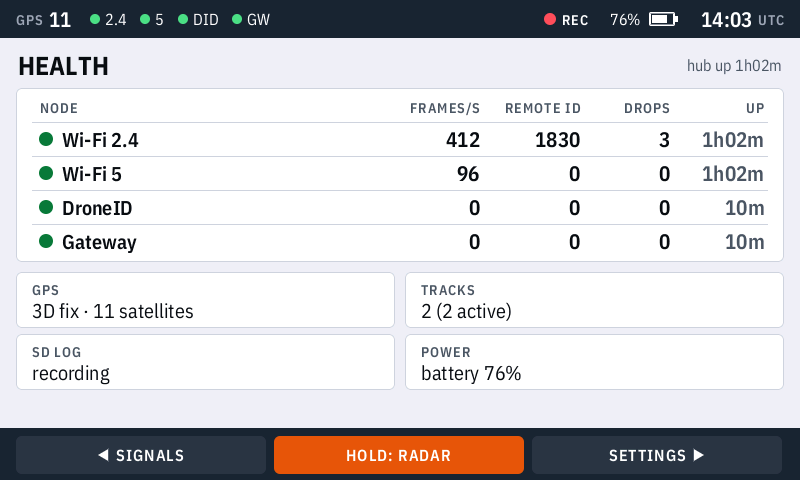 GPS 11 2.4 5 DID GW REC 76% 14:03 UTC
HEALTH hub up 1h02m
NODE FRAMES/S REMOTE ID DROPS UP
Wi-Fi 2.4 412 1830 3 1h02m
Wi-Fi 5 96 0 0 1h02m
DroneID 0 0 0 10m
Gateway 0 0 0 10m
GPS
3D fix · 11 satellites
TRACKS
2 (2 active)
SD LOG
recording
POWER
battery 76%
◀ SIGNALS HOLD: RADAR SETTINGS ▶